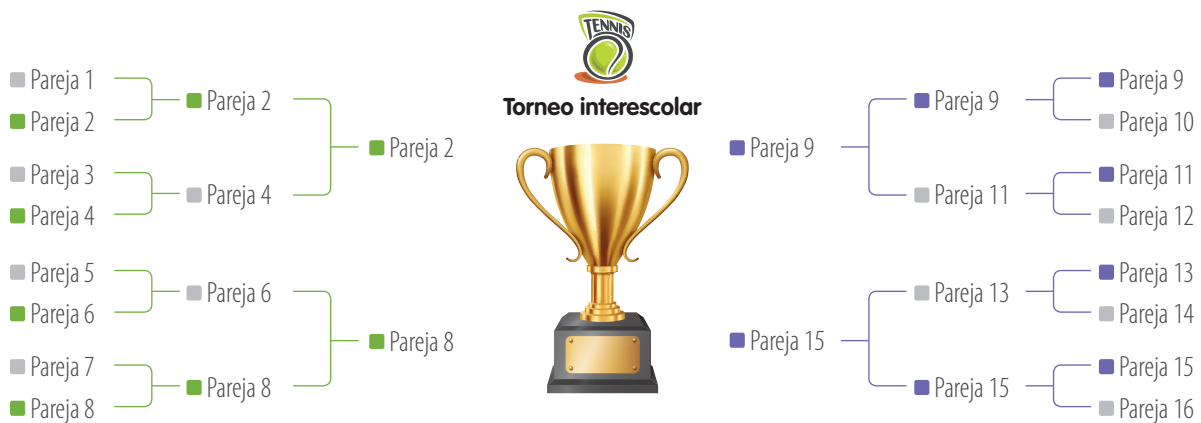 TENNIS
Torneo interescolar
Pareja 1
Pareja 2
Pareja 3
Pareja 4
Pareja 5
Pareja 6
Pareja 7
Pareja 8
Pareja 2
Pareja 4
Pareja 6
Pareja 8
Pareja 2
Pareja 8
Pareja 9
Pareja 15
Pareja 9
Pareja 11
Pareja 13
Pareja 15
Pareja 9
Pareja 10
Pareja 11
Pareja 12
Pareja 13
Pareja 14
Pareja 15
Pareja 16